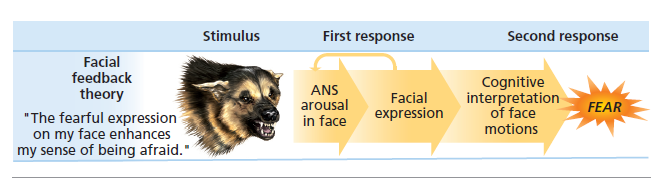 Stimulus
First response
Second response
Facial
feedback
theory
"The fearful expression
on my face enhances
my sense of being afraid."
ANS
arousal
in face
Facial
expression
Cognitive
interpretation
of face
motions
FEAR